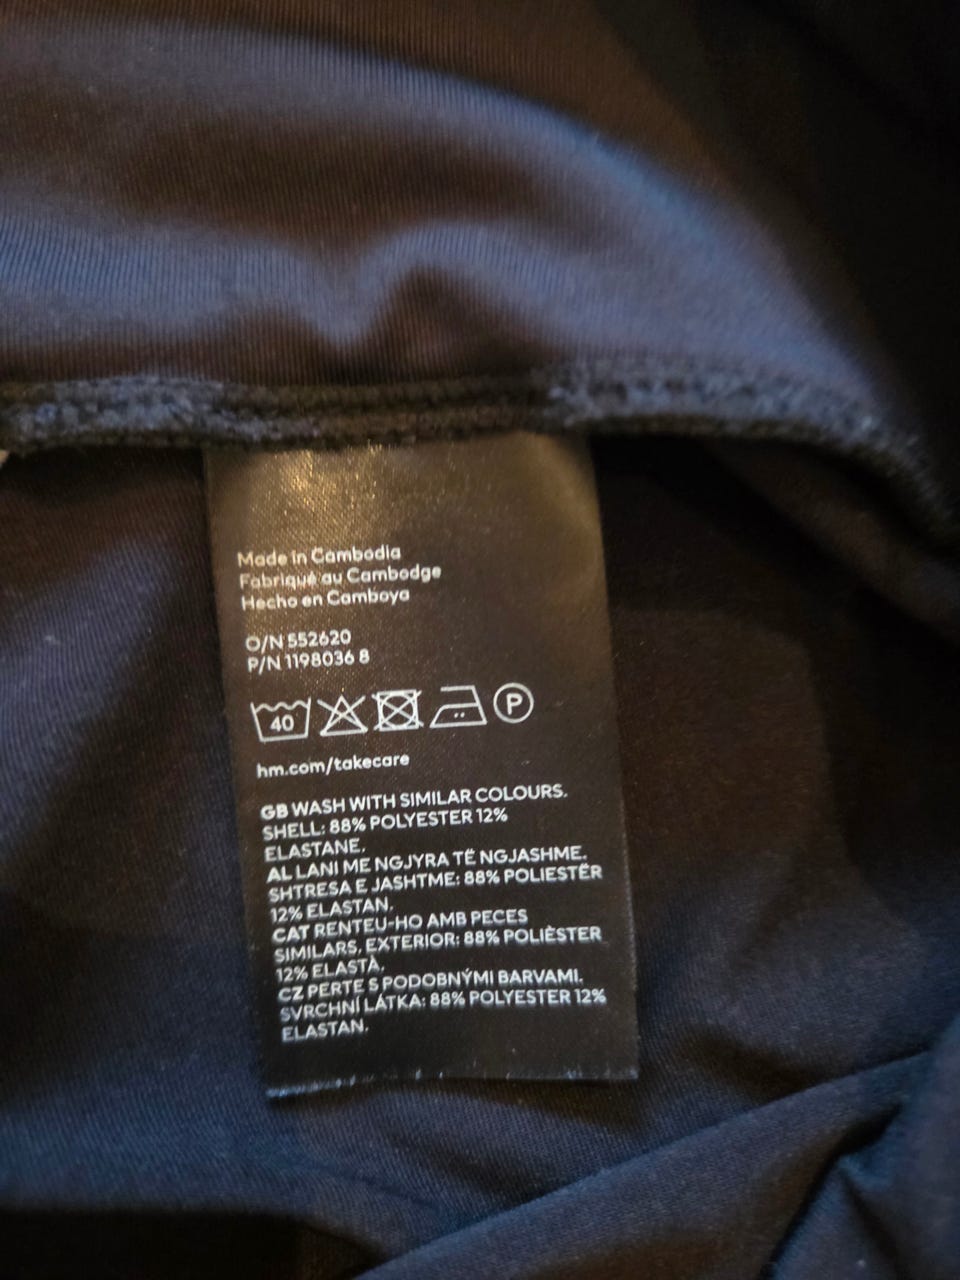 Made in Cambodia
Fabriqué au Cambodge
Hecho en Camboya
O/N 552620
P/N 1198036 8
40 P
hm.com/takecare
GB WASH WITH SIMILAR COLOURS.
SHELL: 88% POLYESTER 12%
ELASTANE.
AL LANI ME NGJYRA TË NGJASHME.
SHTRESA E JASHTME: 88% POLIESTËR
12% ELASTAN.
CAT RENTEU-HO AMB PECES
SIMILARS. EXTERIOR: 88% POLIÈSTER
12% ELASTÀ.
CZ PERTE S PODOBNÝMI BARVAMI.
SVRCHNÍ LÁTKA: 88% POLYESTER 12%
ELASTAN.